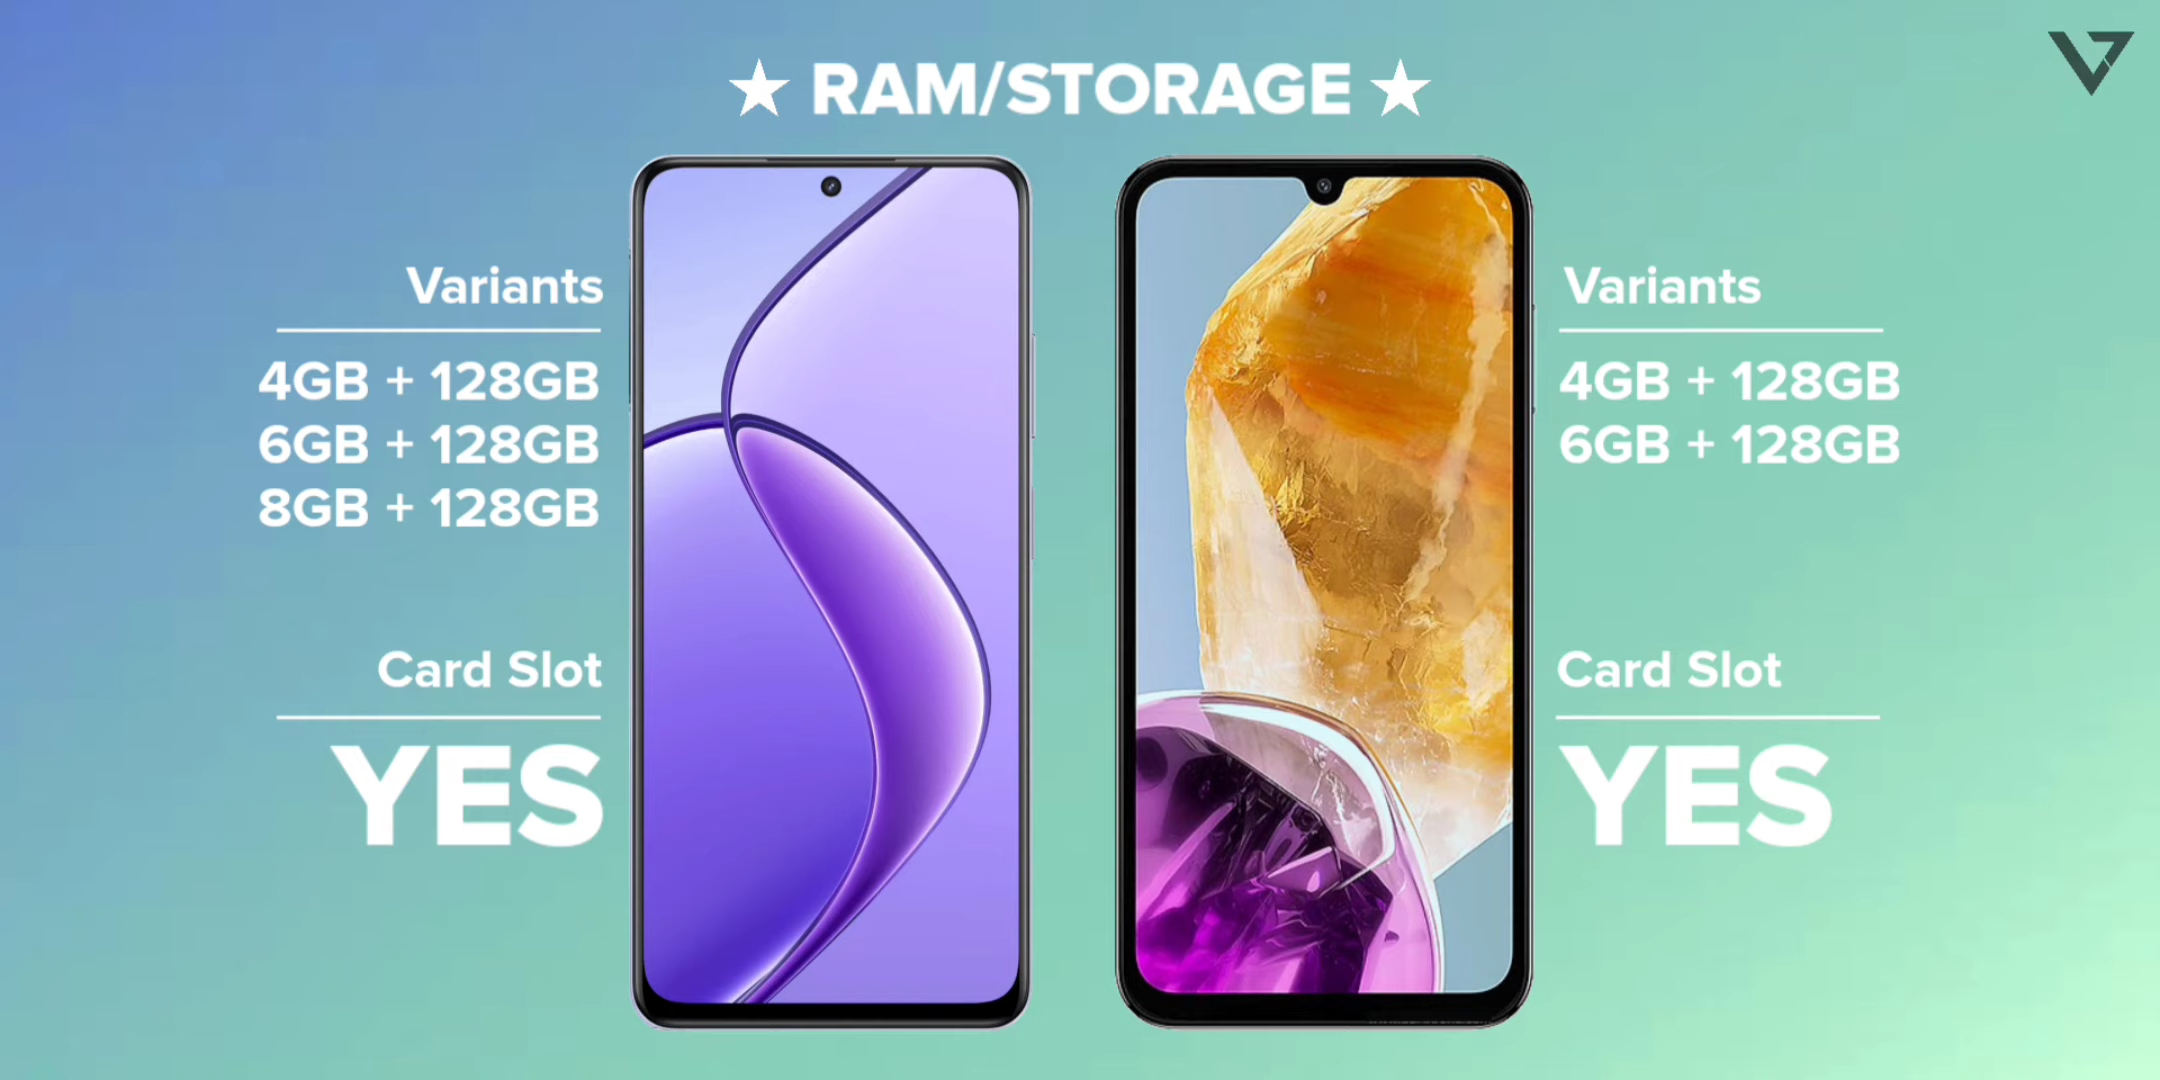 ★ RAM/STORAGE ★
Variants
4GB + 128GB
6GB + 128GB
8GB + 128GB
Card Slot
YES
Variants
4GB + 128GB
6GB + 128GB
Card Slot
YES